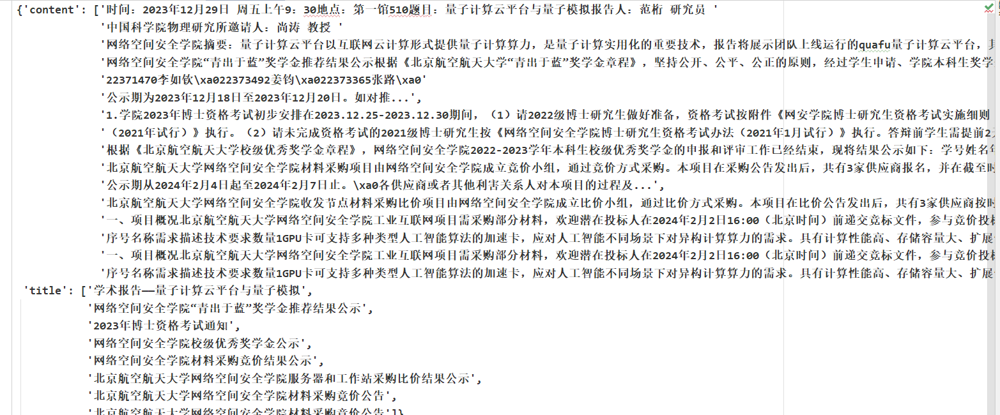 {'content': ['时间：2023年12月29日 周五上午9：30地点：第一馆510题目：量子计算云平台与量子模拟报告人：范桁 研究员 '
'中国科学院物理研究所邀请人：尚涛 教授 '
'网络空间安全学院摘要：量子计算云平台以互联网云计算形式提供量子计算算力，是量子计算实用化的重要技术，报告将展示团队上线运行的quafu量子计算云平台，其
'网络空间安全学院“青出于蓝”奖学金推荐结果公示根据《北京航空航天大学“青出于蓝”奖学金章程》，坚持公开、公平、公正的原则，经过学生申请、学院本科生奖学
'22371470李如钦\xa022373492姜钧\xa022373365张路\xa0'
'公示期为2023年12月18日至2023年12月20日。如对推...',
'1.学院2023年博士资格考试初步安排在2023.12.25-2023.12.30期间，（1）请2022级博士研究生做好准备，资格考试按附件《网安学院博士研究生资格考试实施细则
'（2021年试行）》执行。（2）请未完成资格考试的2021级博士研究生按《网络空间安全学院博士研究生资格考试办法（2021年1月试行）》执行。答辩前学生需提前2
'根据《北京航空航天大学校级优秀奖学金章程》，网络空间安全学院2022-2023学年本科生校级优秀奖学金的申报和评审工作已经结束，现将结果公示如下：学号姓名年
'北京航空航天大学网络空间安全学院材料采购项目由网络空间安全学院成立竞价小组，通过竞价方式采购。本项目在采购公告发出后，共有3家供应商报名，并在截至时
'公示期从2024年2月4日起至2024年2月7日止。\xa0各供应商或者其他利害关系人对本项目的过程及...',
'北京航空航天大学网络空间安全学院收发节点材料采购比价项目由网络空间安全学院成立比价小组，通过比价方式采购。本项目在比价公告发出后，共有3家供应商按时
'一、项目概况北京航空航天大学网络空间安全学院工业互联网项目需采购部分材料，欢迎潜在投标人在2024年2月2日16:00（北京时间）前递交竞标文件，参与竞价投标
'序号名称需求描述技术要求数量1GPU卡可支持多种类型人工智能算法的加速卡，应对人工智能不同场景下对异构计算算力的需求。具有计算性能高、存储容量大、扩展
'一、项目概况北京航空航天大学网络空间安全学院工业互联网项目需采购部分材料，欢迎潜在投标人在2024年2月2日16:00（北京时间）前递交竞标文件，参与竞价投标
'序号名称需求描述技术要求数量1GPU卡可支持多种类型人工智能算法的加速卡，应对人工智能不同场景下对异构计算算力的需求。具有计算性能高、存储容量大、扩展
'title': ['学术报告——量子计算云平台与量子模拟',
'网络空间安全学院“青出于蓝”奖学金推荐结果公示',
'2023年博士资格考试通知',
'网络空间安全学院校级优秀奖学金公示',
'网络空间安全学院材料采购竞价结果公示',
'北京航空航天大学网络空间安全学院服务器和工作站采购比价结果公示',
'北京航空航天大学网络空间安全学院材料采购竞价公告',
'北京航空航天大学网络空间安全学院材料采购竞价公告']}